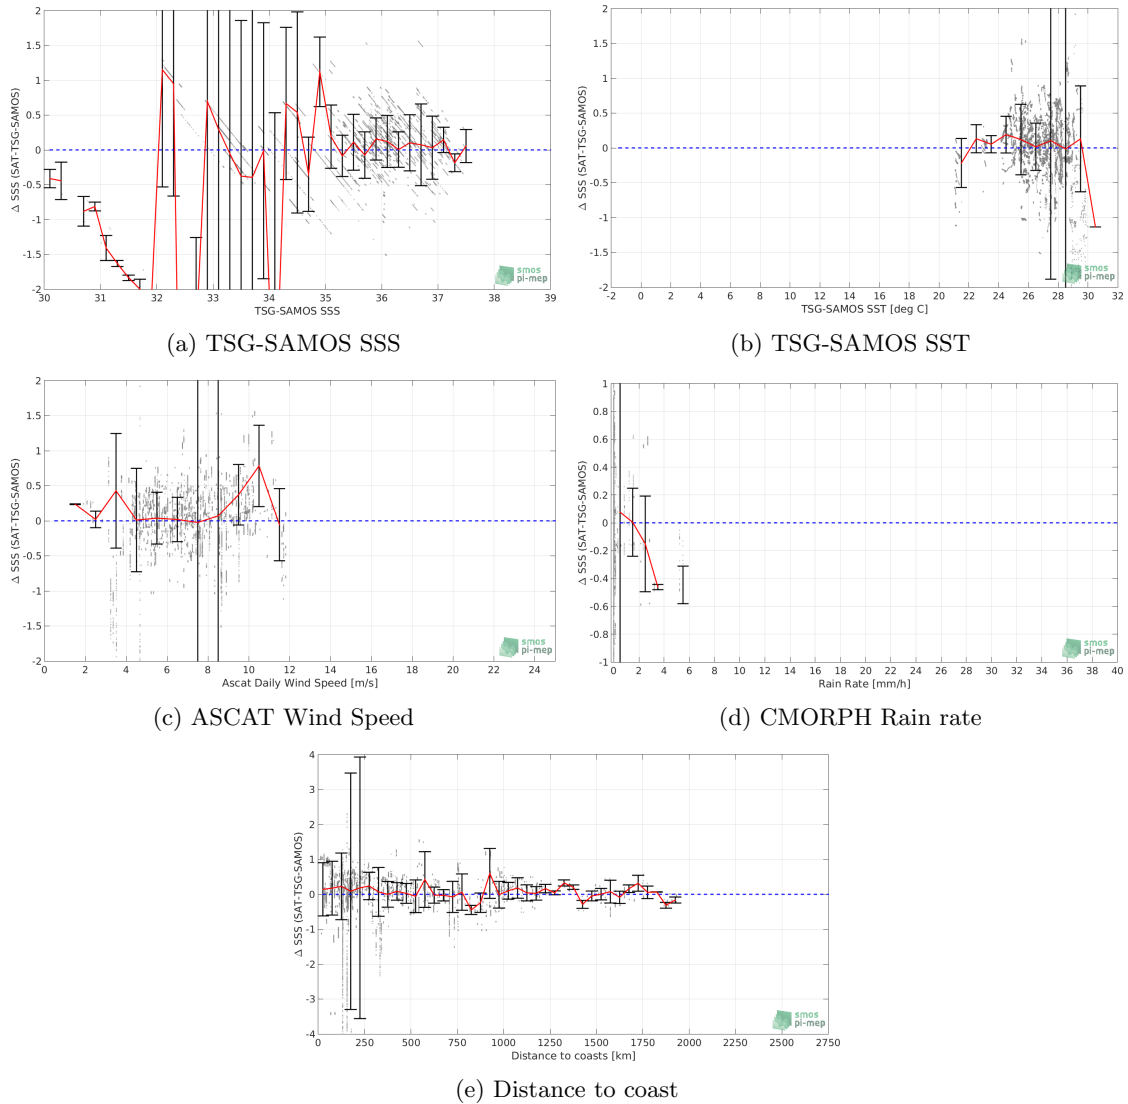 2
1.5
1
0.5
0
-0.5
-1
-1.5
-2
Δ SSS (SAT-TSG-SAMOS)
30 31 32 33 34 35 36 37 38 39
TSG-SAMOS SSS
smos
pi-mep
(a) TSG-SAMOS SSS
2
1.5
1
0.5
0
-0.5
-1
-1.5
-2
Δ SSS (SAT-TSG-SAMOS)
-2 0 2 4 6 8 10 12 14 16 18 20 22 24 26 28 30 32
TSG-SAMOS SST [deg C]
smos
pi-mep
(b) TSG-SAMOS SST
2
1.5
1
0.5
0
-0.5
-1
-1.5
-2
Δ SSS (SAT-TSG-SAMOS)
2 4 6 8 10 12 14 16 18 20 22 24
Ascat Daily Wind Speed [m/s]
smos
pi-mep
(c) ASCAT Wind Speed
1
0.8
0.6
0.4
0.2
0
-0.2
-0.4
-0.6
-0.8
-1
Δ SSS (SAT-TSG-SAMOS)
0 2 4 6 8 10 12 14 16 18 20 22 24 26 28 30 32 34 36 38 40
Rain Rate [mm/h]
smos
pi-mep
(d) CMORPH Rain rate
4
3
2
1
0
-1
-2
-3
-4
Δ SSS (SAT-TSG-SAMOS)
0 250 500 750 1000 1250 1500 1750 2000 2250 2500 2750
Distance to coasts [km]
smos
pi-mep
(e) Distance to coast